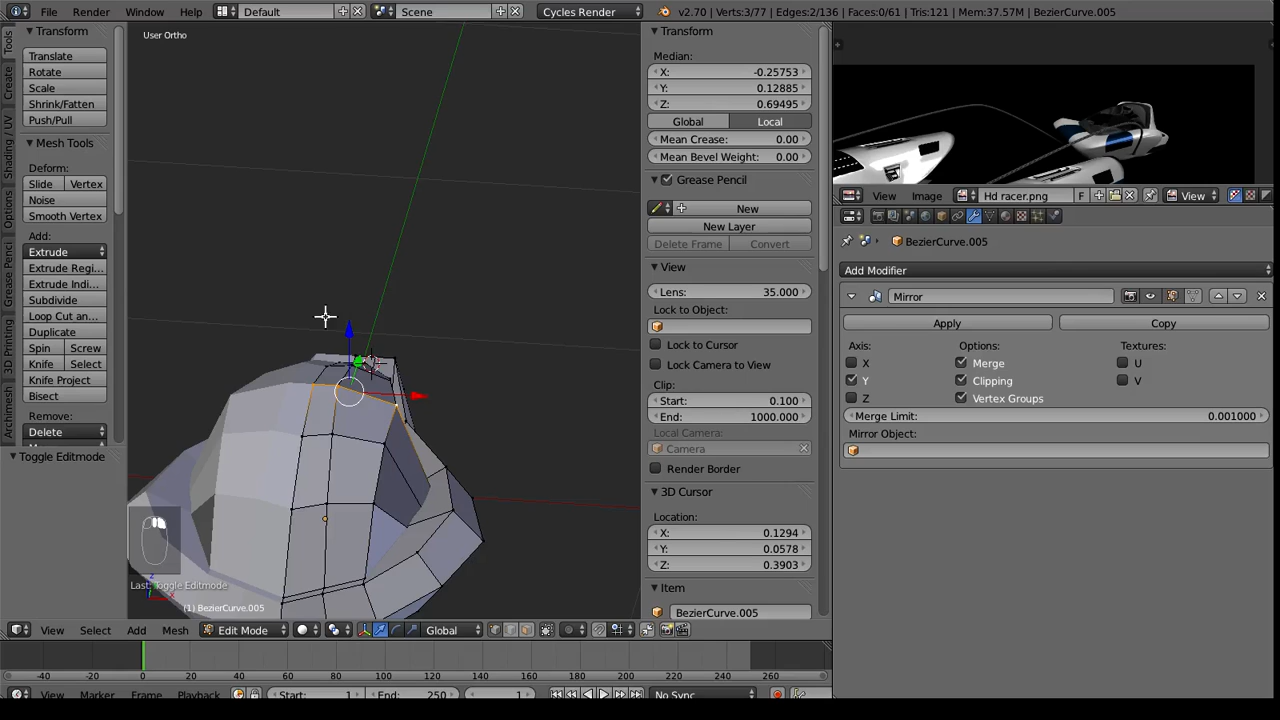 File Render Window Help Default Scene Cycles Render v2.70 | Verts:3/77 | Edges:2/136 | Faces:0/61 | Tris:121 | Mem:37.57M | BezierCurve.005
Tools
Create
Shading / UV
Options
Grease Penci
3D Printing
Archimesh
Transform
Translate
Rotate
Scale
Shrink/Fatten
Push/Pull
Mesh Tools
Deform:
Slide Vertex
Noise
Smooth Vertex
Add:
Extrude
Extrude Regi...
Extrude Indi...
Subdivide
Loop Cut an...
Duplicate
Spin Screw
Knife Select
Knife Project
Bisect
Remove:
Delete
Toggle Editmode
User Ortho
Last: Toggle Editmode
(1) BezierCurve.005
Transform
Median:
X: -0.25753
Y: 0.12885
Z: 0.69495
Global Local
Mean Crease: 0.00
Mean Bevel Weight: 0.00
Grease Pencil
New
New Layer
Delete Frame Convert
View
Lens: 35.000
Lock to Object:
Lock to Cursor
Lock Camera to View
Clip:
Start: 0.100
End: 1000.000
Local Camera:
Camera
Render Border
3D Cursor
Location:
X: 0.1294
Y: 0.0578
Z: 0.3903
Item
BezierCurve.005
View Image Hd racer.png F View
BezierCurve.005
Add Modifier
Mirror
Apply Copy
Axis: Options: Textures:
X Merge U
Y Clipping V
Z Vertex Groups
Merge Limit: 0.001000
Mirror Object:
View Select Add Mesh Edit Mode Global
-40 -20 0 20 40 60 80 100 120 140 160 180 200 220 240 260
View Marker Frame Playback Start: 1 End: 250 1 No Sync